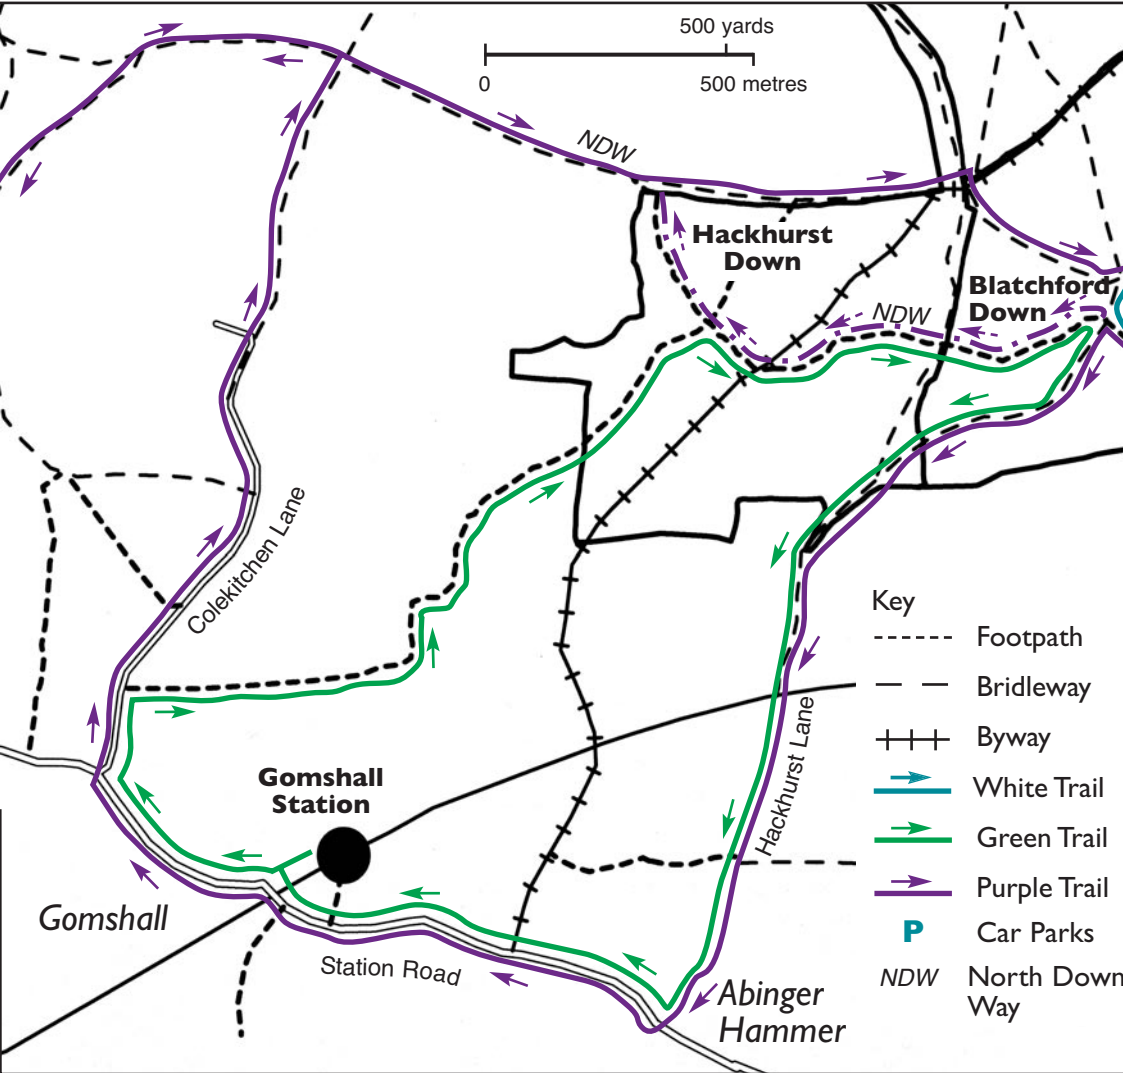 500 yards
0
500 metres
NDW
Hackhurst
Down
Blatchford
Down
NDW
Colekitchen Lane
Key
Footpath
Bridleway
Byway
White Trail
Green Trail
Purple Trail
P Car Parks
NDW North Down
Way
Hackhurst Lane
Gomshall
Station
Gomshall
Station Road
Abinger
Hammer